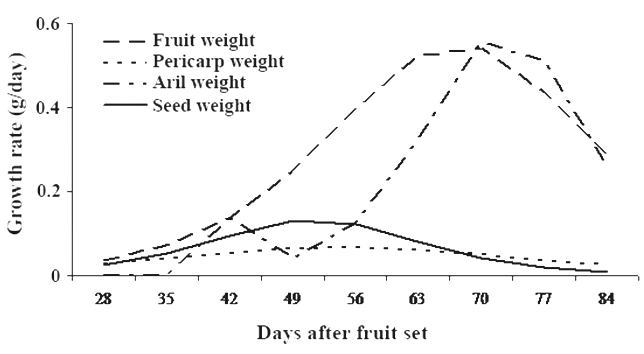 Growth rate (g/day)
0.6
0.4
0.2
0
Fruit weight
Pericarp weight
Aril weight
Seed weight
28 35 42 49 56 63 70 77 84
Days after fruit set